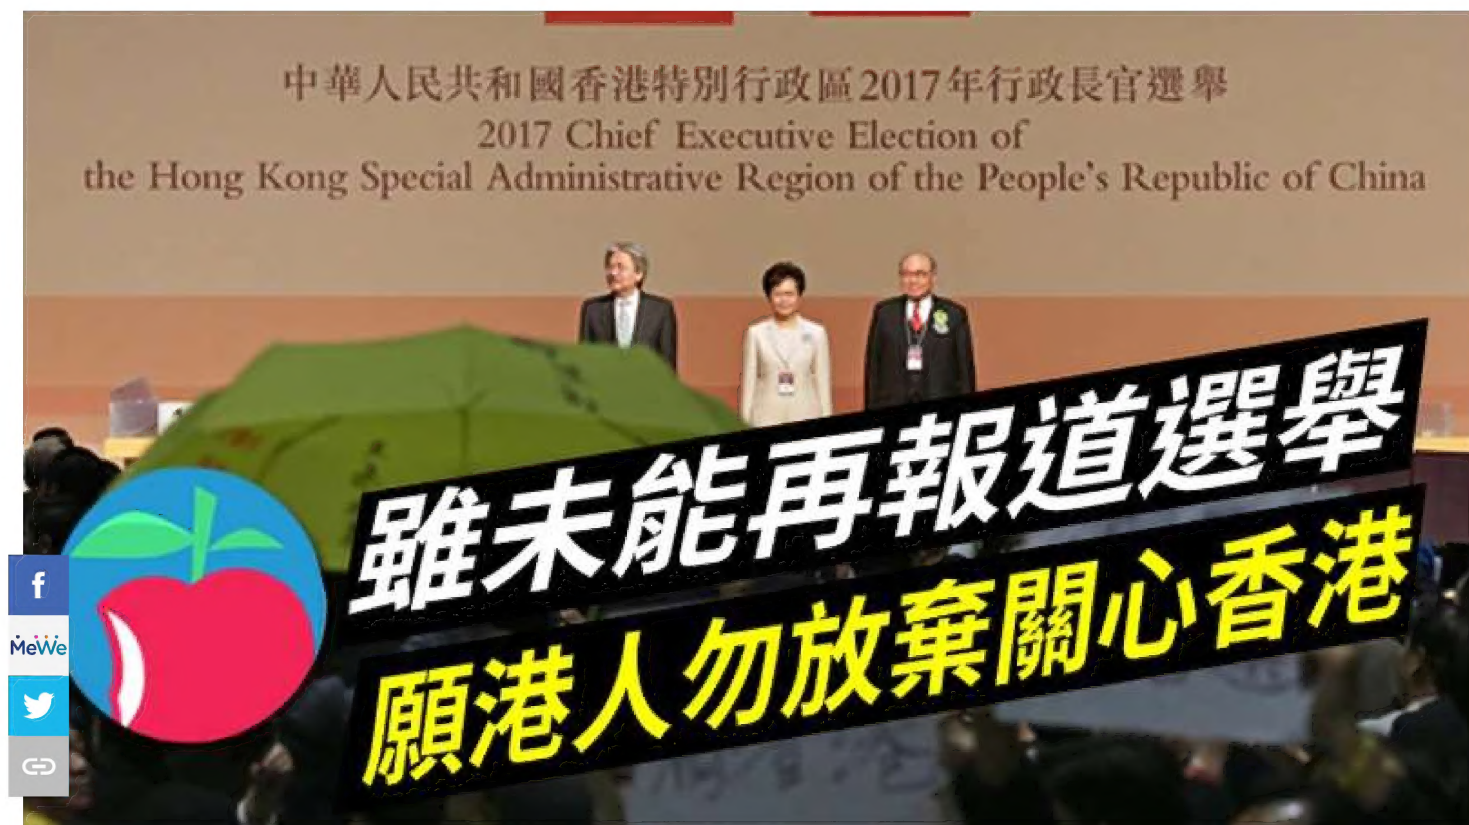 中華人民共和國香港特別行政區2017年行政長官選舉
2017 Chief Executive Election of
the Hong Kong Special Administrative Region of the People's Republic of China
雖未能再報道選舉
願港人勿放棄關心香港
f
MeWe